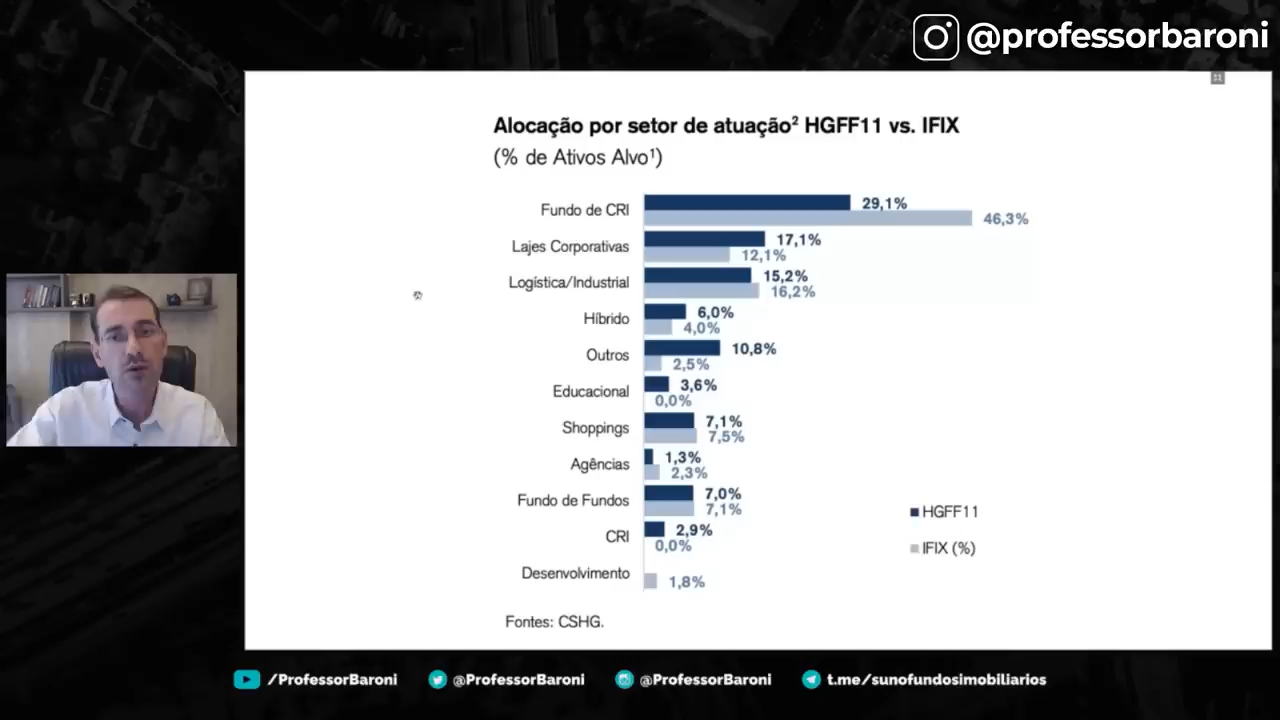 @professorbaroni
Alocação por setor de atuação² HGFF11 vs. IFIX
(% de Ativos Alvo¹)
Fundo de CRI 29,1% 46,3%
Lajes Corporativas 17,1% 12,1%
Logística/Industrial 15,2% 16,2%
Híbrido 6,0% 4,0%
Outros 10,8% 2,5%
Educacional 3,6% 0,0%
Shoppings 7,1% 7,5%
Agências 1,3% 2,3%
Fundo de Fundos 7,0% 7,1%
CRI 2,9% 0,0%
Desenvolvimento 1,8%
HGFF11
IFIX (%)
Fontes: CSHG.
/ProfessorBaroni @ProfessorBaroni @ProfessorBaroni t.me/sunofundosimobiliarios